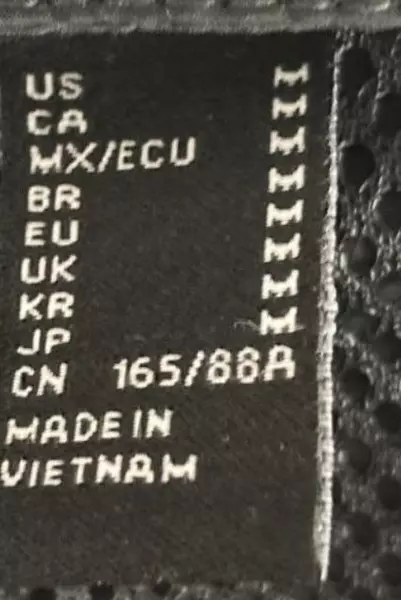 US M
CA M
MX/ECU M
BR M
EU M
UK M
KR M
JP M
CN 165/88A
MADE IN
VIETNAM